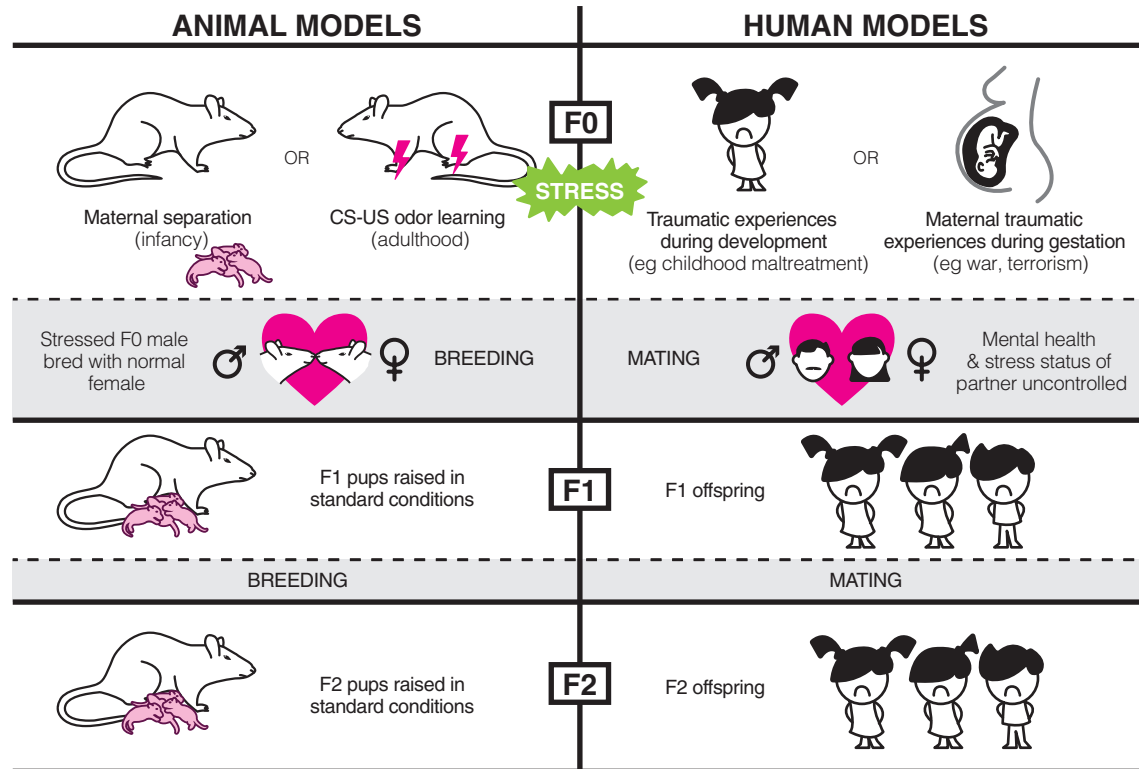 ANIMAL MODELS
HUMAN MODELS
F0
STRESS
OR
Maternal separation
(infancy)
CS-US odor learning
(adulthood)
OR
Traumatic experiences
during development
(eg childhood maltreatment)
Maternal traumatic
experiences during gestation
(eg war, terrorism)
Stressed F0 male
bred with normal
female
BREEDING
MATING
Mental health
& stress status of
partner uncontrolled
F1 pups raised in
standard conditions
F1
F1 offspring
BREEDING
MATING
F2 pups raised in
standard conditions
F2
F2 offspring